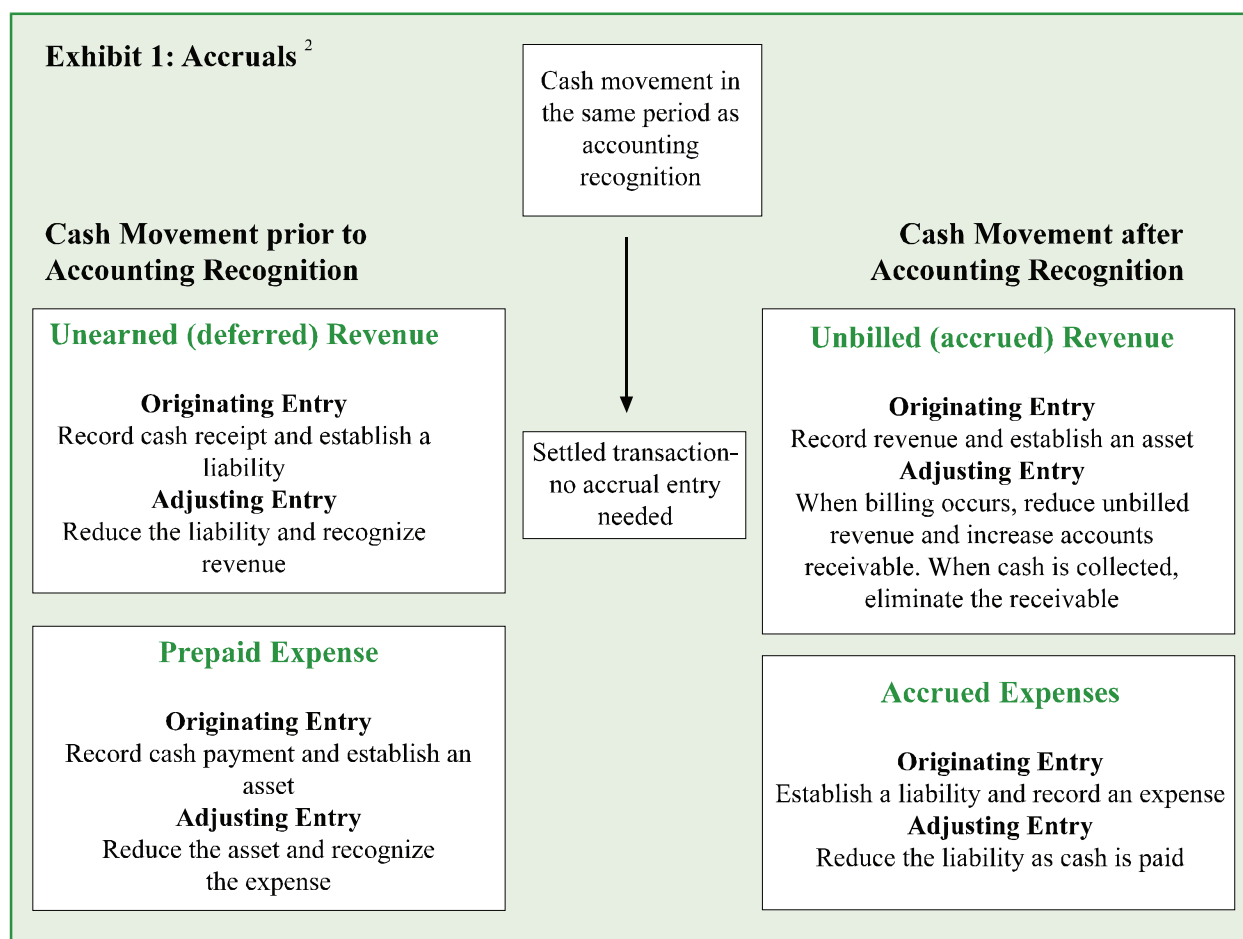 Exhibit 1: Accruals 2
Cash movement in
the same period as
accounting
recognition
Cash Movement prior to
Accounting Recognition
Cash Movement after
Accounting Recognition
Unearned (deferred) Revenue
Originating Entry
Record cash receipt and establish a
liability
Adjusting Entry
Reduce the liability and recognize
revenue
Settled transaction-
no accrual entry
needed
Unbilled (accrued) Revenue
Originating Entry
Record revenue and establish an asset
Adjusting Entry
When billing occurs, reduce unbilled
revenue and increase accounts
receivable. When cash is collected,
eliminate the receivable
Prepaid Expense
Originating Entry
Record cash payment and establish an
asset
Adjusting Entry
Reduce the asset and recognize
the expense
Accrued Expenses
Originating Entry
Establish a liability and record an expense
Adjusting Entry
Reduce the liability as cash is paid